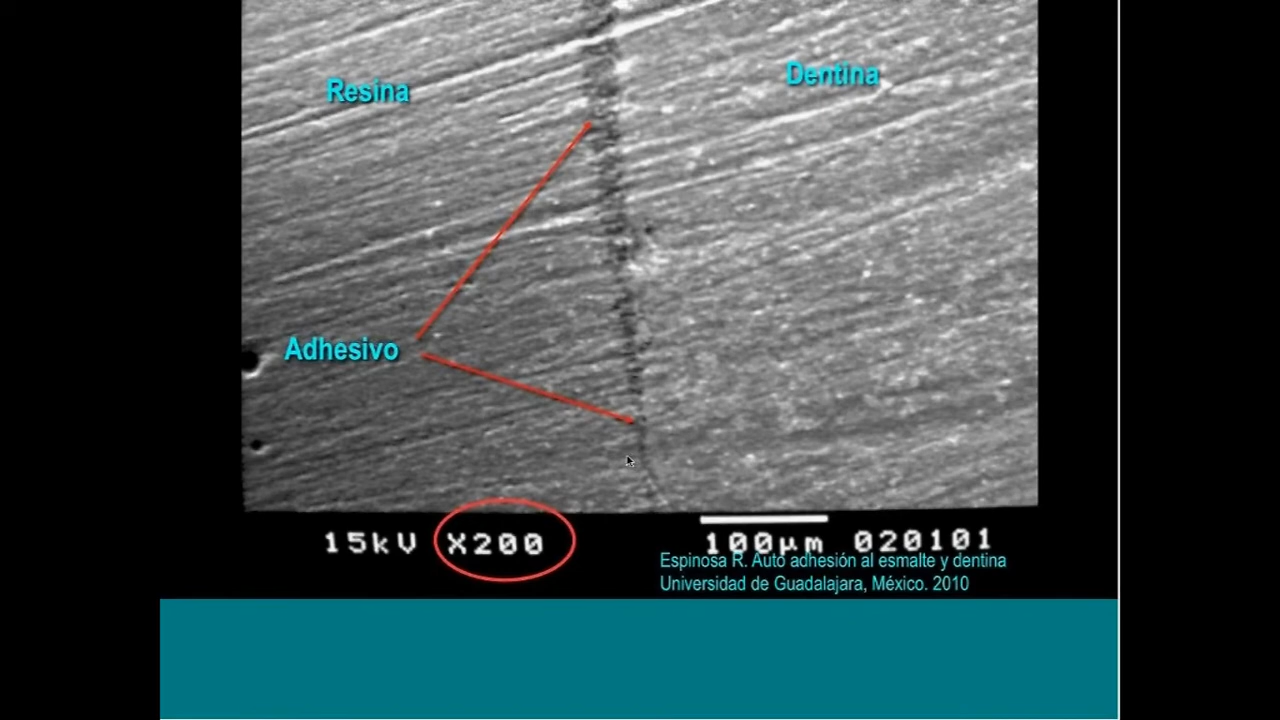 Resina
Dentina
Adhesivo
15kV X200 100µm 020101
Espinosa R. Auto adhesión al esmalte y dentina
Universidad de Guadalajara, México. 2010